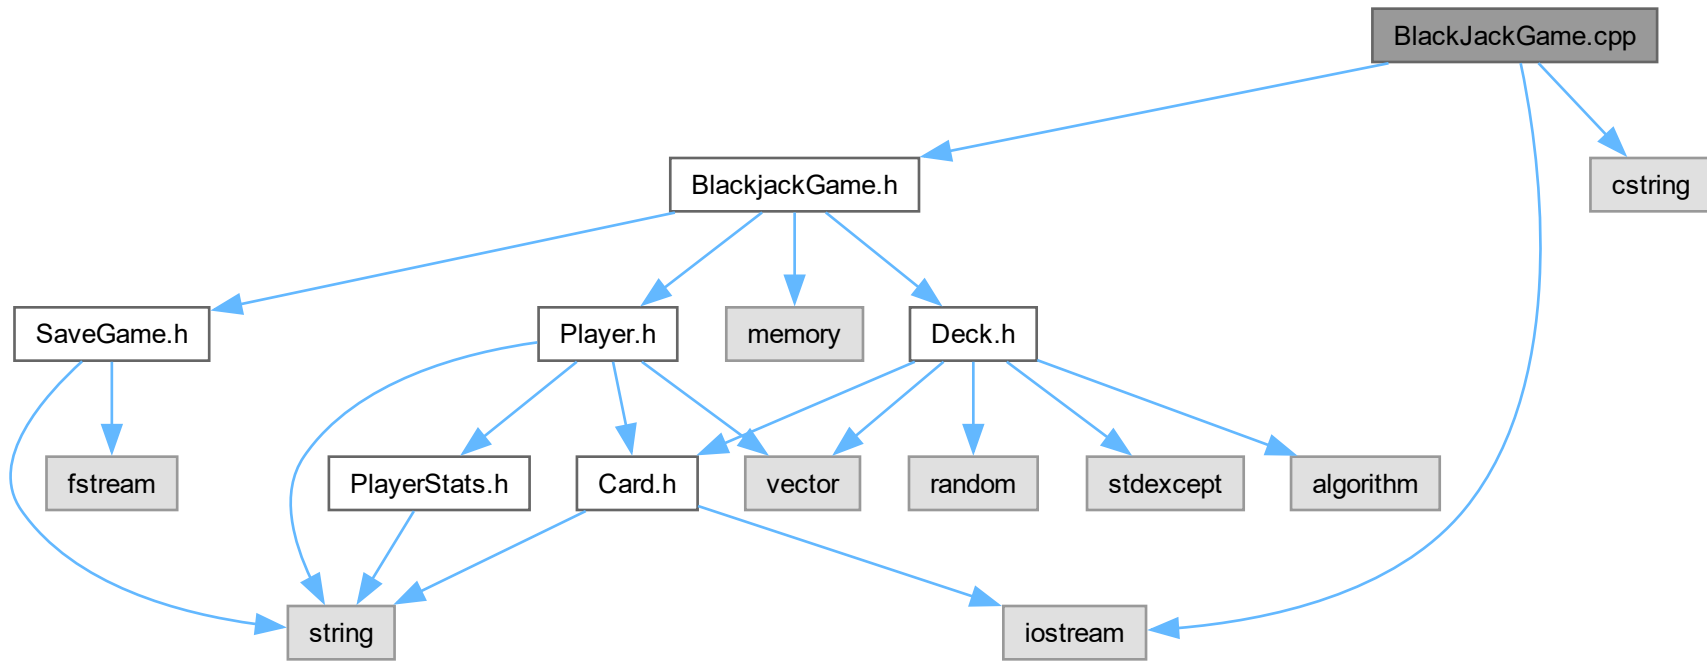 BlackJackGame.cpp
BlackjackGame.h
cstring
SaveGame.h
Player.h
memory
Deck.h
fstream
PlayerStats.h
Card.h
vector
random
stdexcept
algorithm
string
iostream